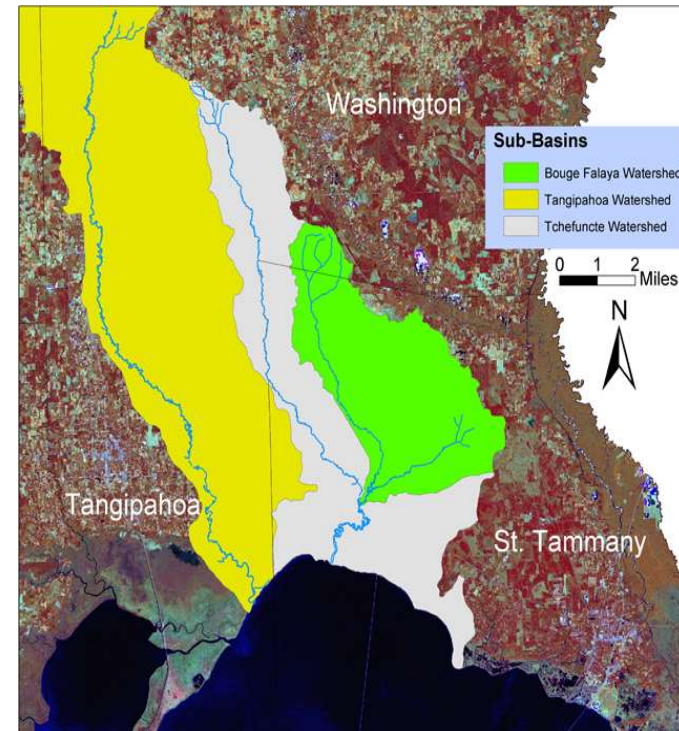 Washington
Sub-Basins
Bouge Falaya Watershed
Tangipahoa Watershed
Tchefuncte Watershed
0 1 2
Miles
N
Tangipahoa
St. Tammany